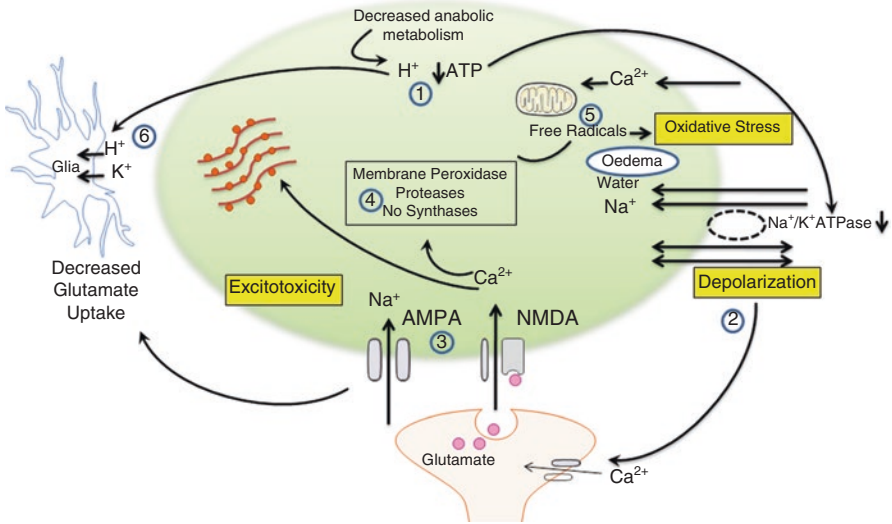 Decreased anabolic
metabolism
H⁺ ATP
1
Ca²⁺
5
Free Radicals
Oxidative Stress
6
H⁺
Glia
K⁺
Oedema
Water
Na⁺
Membrane Peroxidase
4 Proteases
No Synthases
Na⁺/K⁺ATPase
Decreased
Glutamate
Uptake
Excitotoxicity
Ca²⁺
Depolarization
2
Na⁺
AMPA
NMDA
3
Glutamate
Ca²⁺